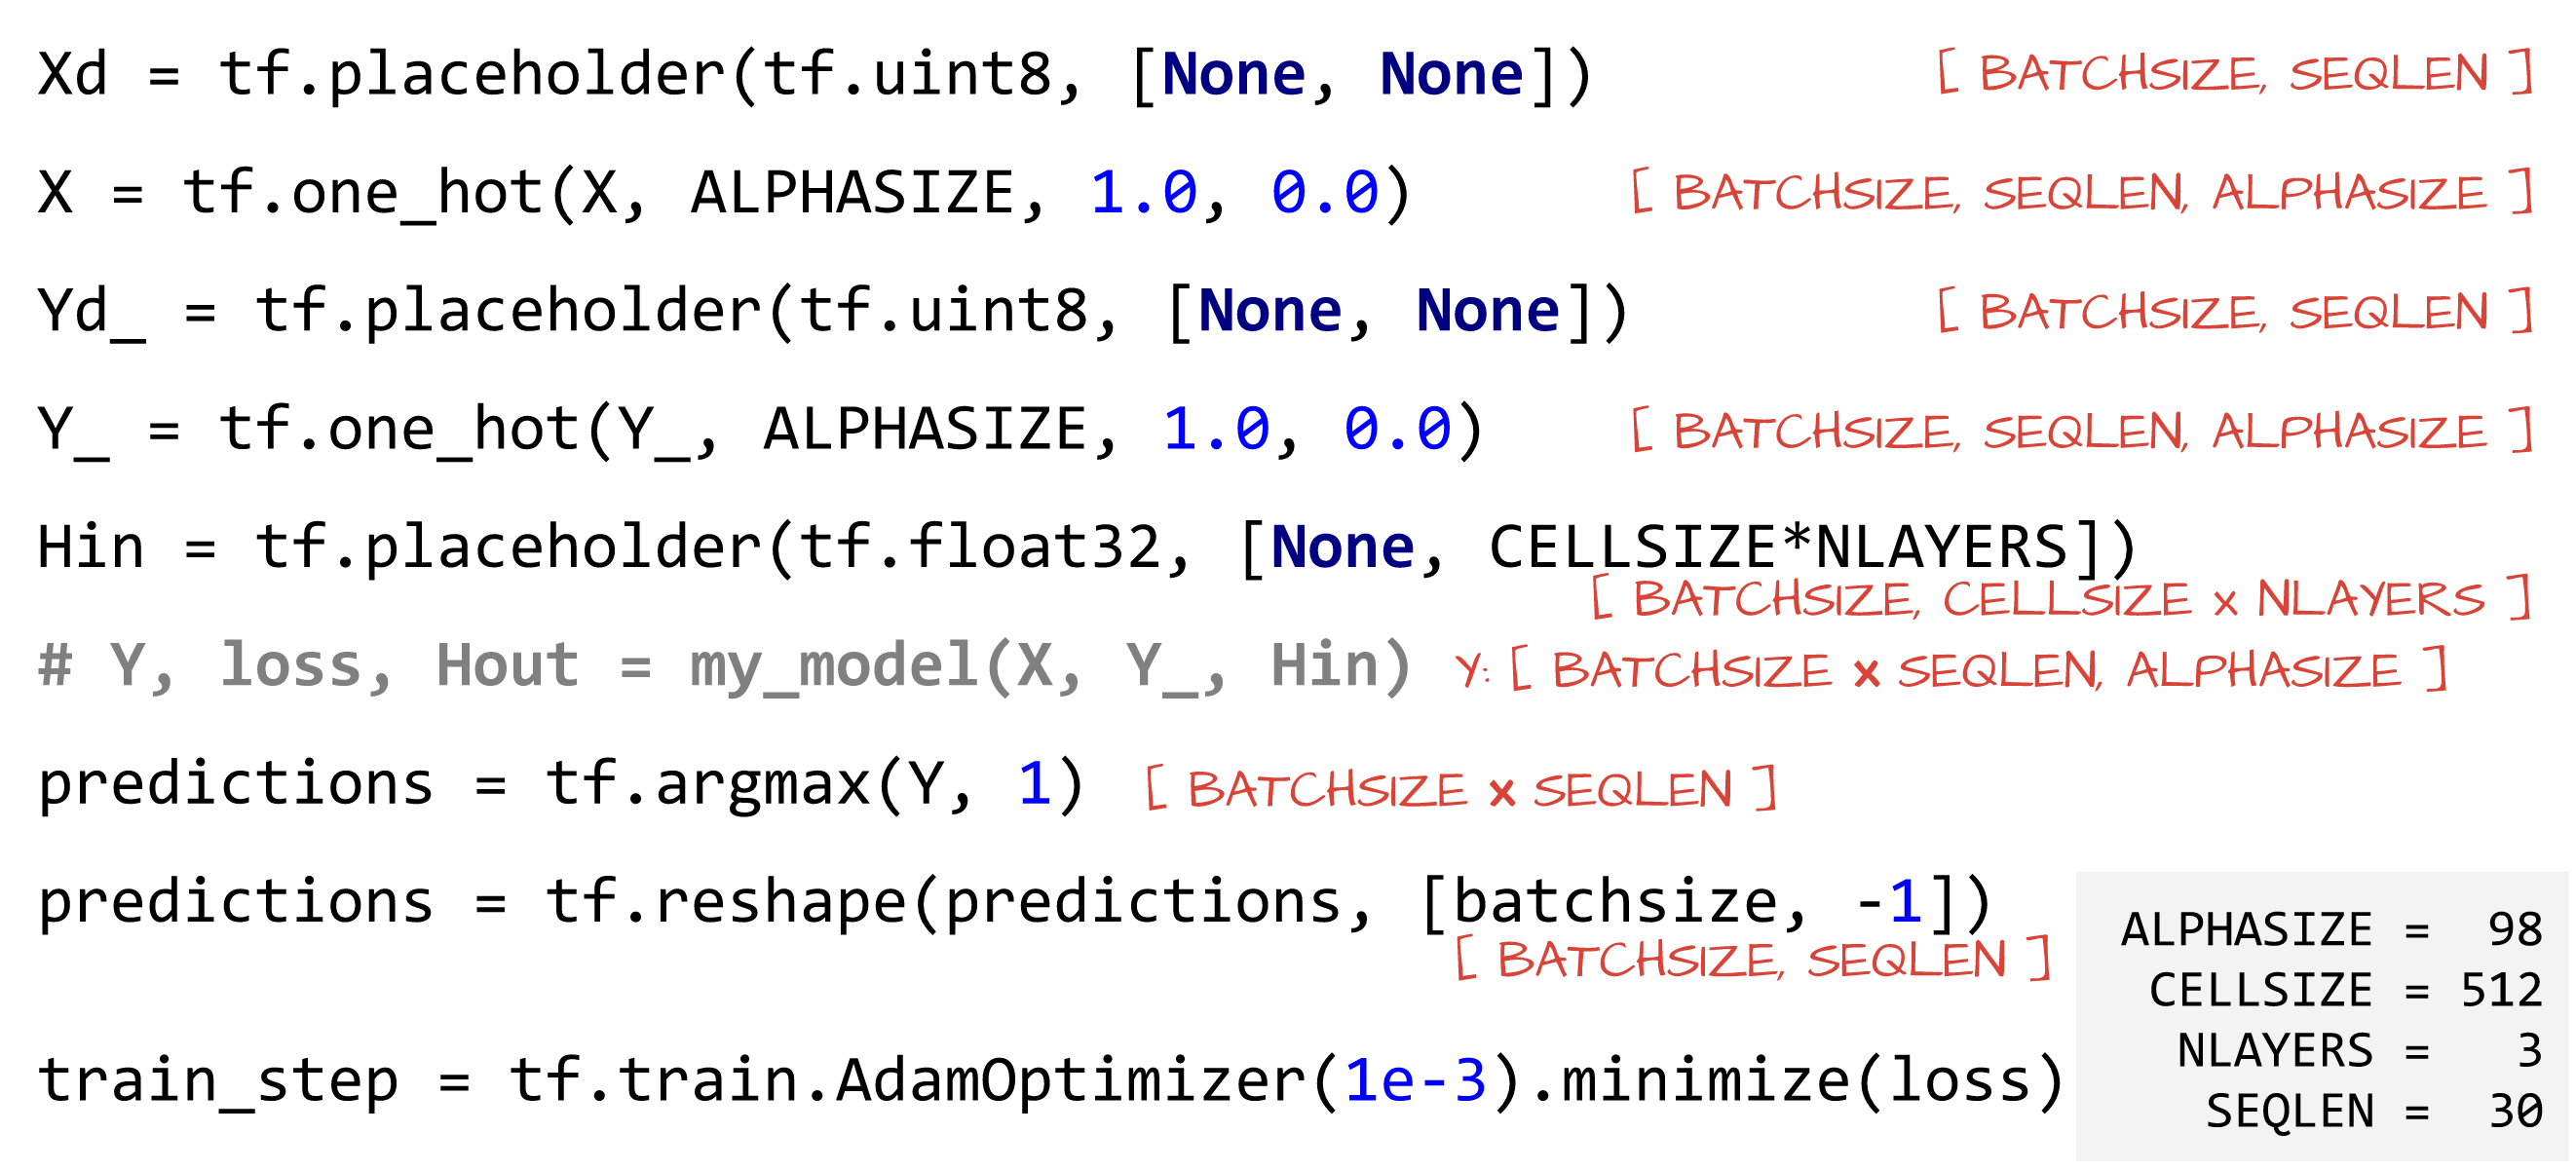 Xd = tf.placeholder(tf.uint8, [None, None]) [ BATCHSIZE, SEQLEN ]
X = tf.one_hot(X, ALPHASIZE, 1.0, 0.0) [ BATCHSIZE, SEQLEN, ALPHASIZE ]
Yd_ = tf.placeholder(tf.uint8, [None, None]) [ BATCHSIZE, SEQLEN ]
Y_ = tf.one_hot(Y_, ALPHASIZE, 1.0, 0.0) [ BATCHSIZE, SEQLEN, ALPHASIZE ]
Hin = tf.placeholder(tf.float32, [None, CELLSIZE*NLAYERS])
[ BATCHSIZE, CELLSIZE x NLAYERS ]
# Y, loss, Hout = my_model(X, Y_, Hin) Y: [ BATCHSIZE x SEQLEN, ALPHASIZE ]
predictions = tf.argmax(Y, 1) [ BATCHSIZE x SEQLEN ]
predictions = tf.reshape(predictions, [batchsize, -1])
[ BATCHSIZE, SEQLEN ]
train_step = tf.train.AdamOptimizer(1e-3).minimize(loss)
ALPHASIZE = 98
CELLSIZE = 512
NLAYERS = 3
SEQLEN = 30